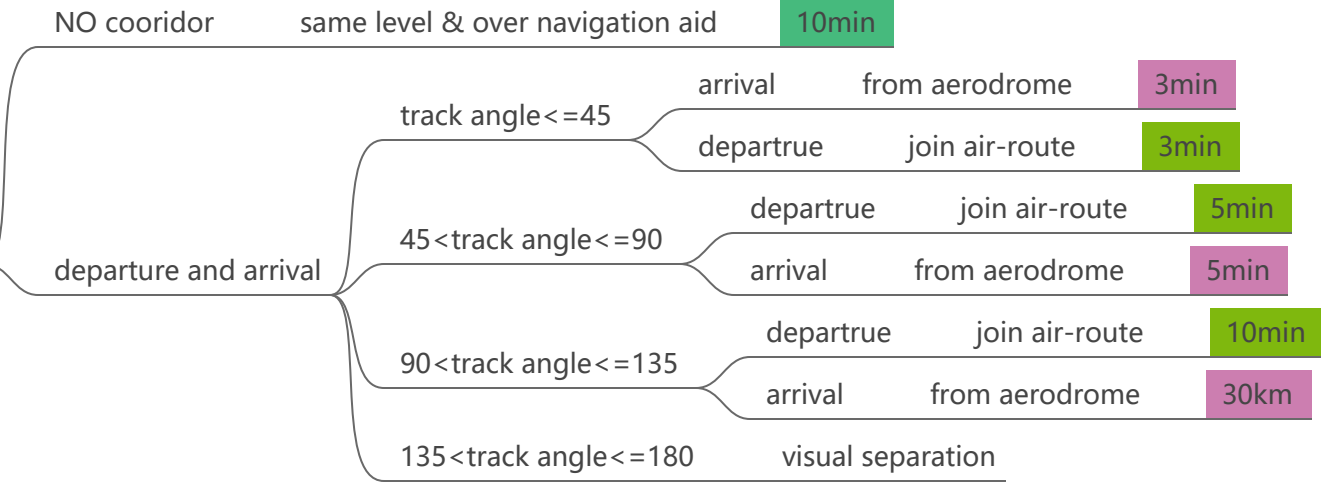 NO cooridor same level & over navigation aid 10min
arrival from aerodrome 3min
track angle<=45
departrue join air-route 3min
departrue join air-route 5min
45<track angle<=90
departure and arrival
arrival from aerodrome 5min
departrue join air-route 10min
90<track angle<=135
arrival from aerodrome 30km
135<track angle<=180 visual separation